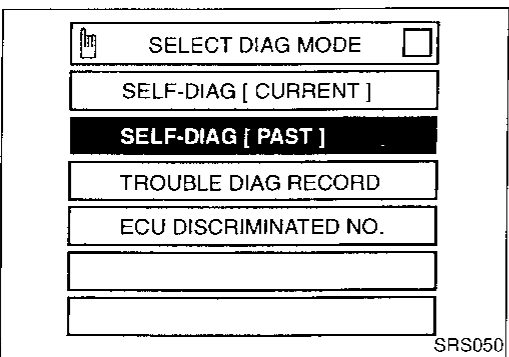 SELECT DIAG MODE
SELF-DIAG [ CURRENT ]
SELF-DIAG [ PAST ]
TROUBLE DIAG RECORD
ECU DISCRIMINATED NO.
SRS050